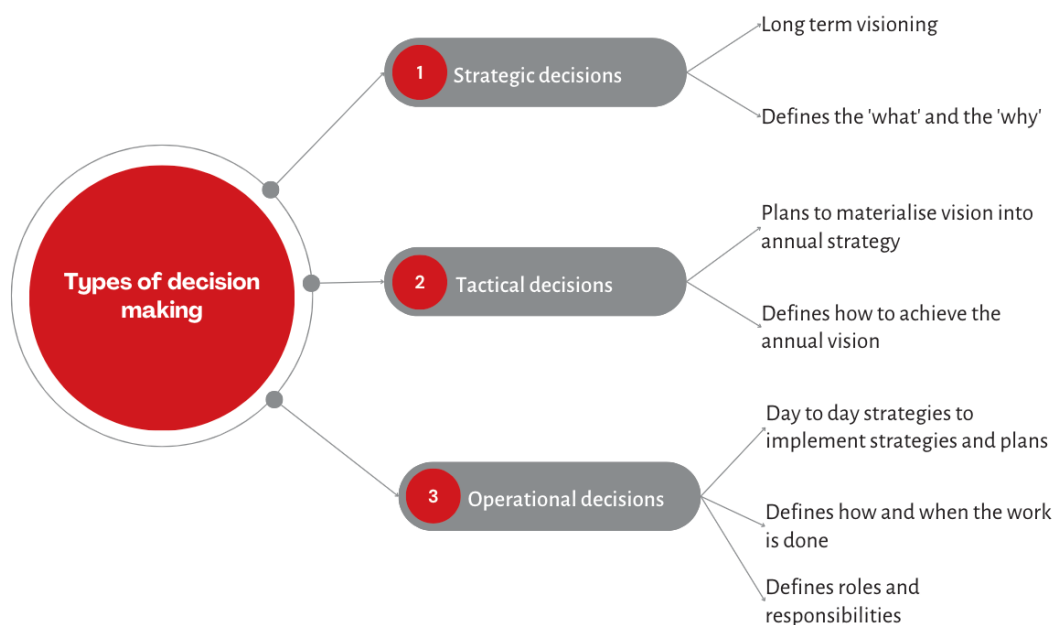 Types of decision
making
1
Strategic decisions
Long term visioning
Defines the 'what' and the 'why'
2
Tactical decisions
Plans to materialise vision into
annual strategy
Defines how to achieve the
annual vision
3
Operational decisions
Day to day strategies to
implement strategies and plans
Defines how and when the work
is done
Defines roles and
responsibilities